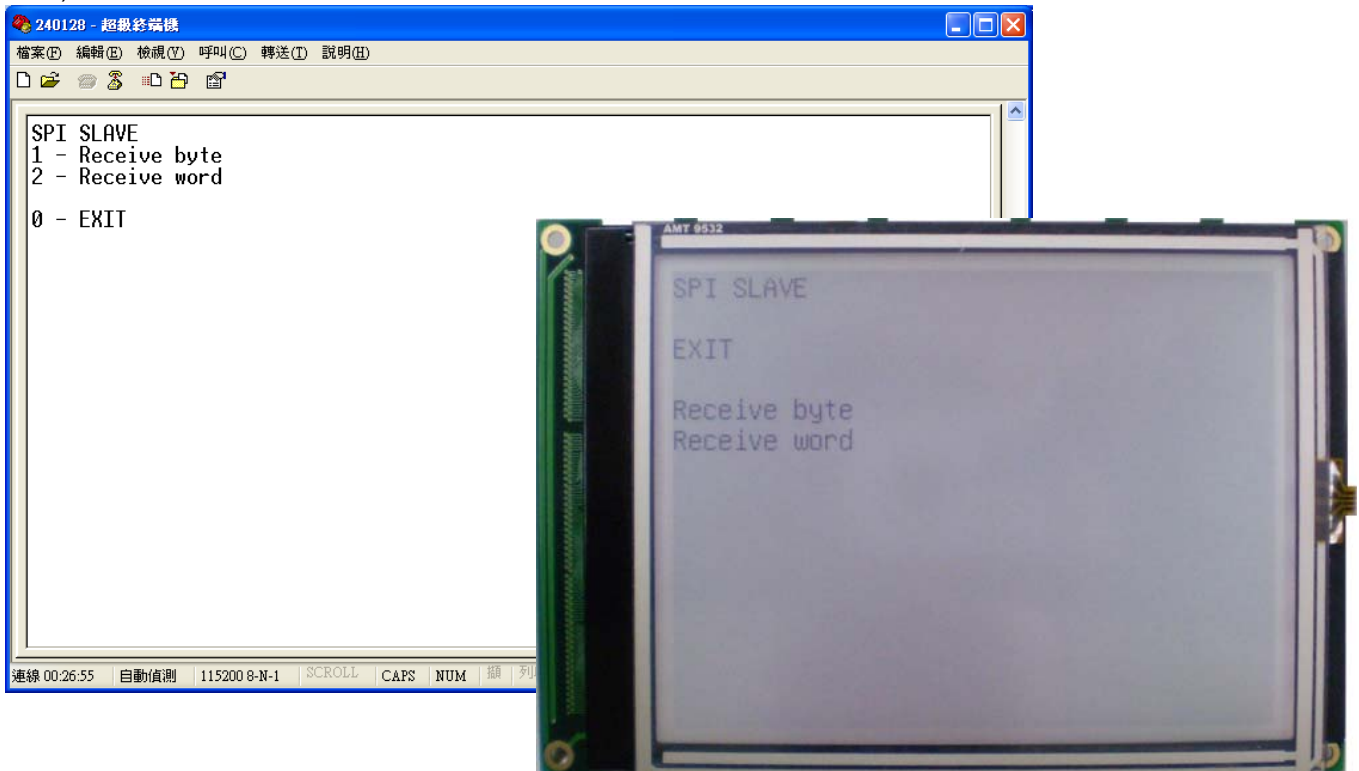 240128 - 超級終端機
檔案(F) 編輯(E) 檢視(V) 呼叫(C) 轉送(T) 說明(H)
SPI SLAVE
1 - Receive byte
2 - Receive word
0 - EXIT
連線 00:26:55 自動偵測 115200 8-N-1 SCROLL CAPS NUM 擷
AMT 9532
SPI SLAVE
EXIT
Receive byte
Receive word